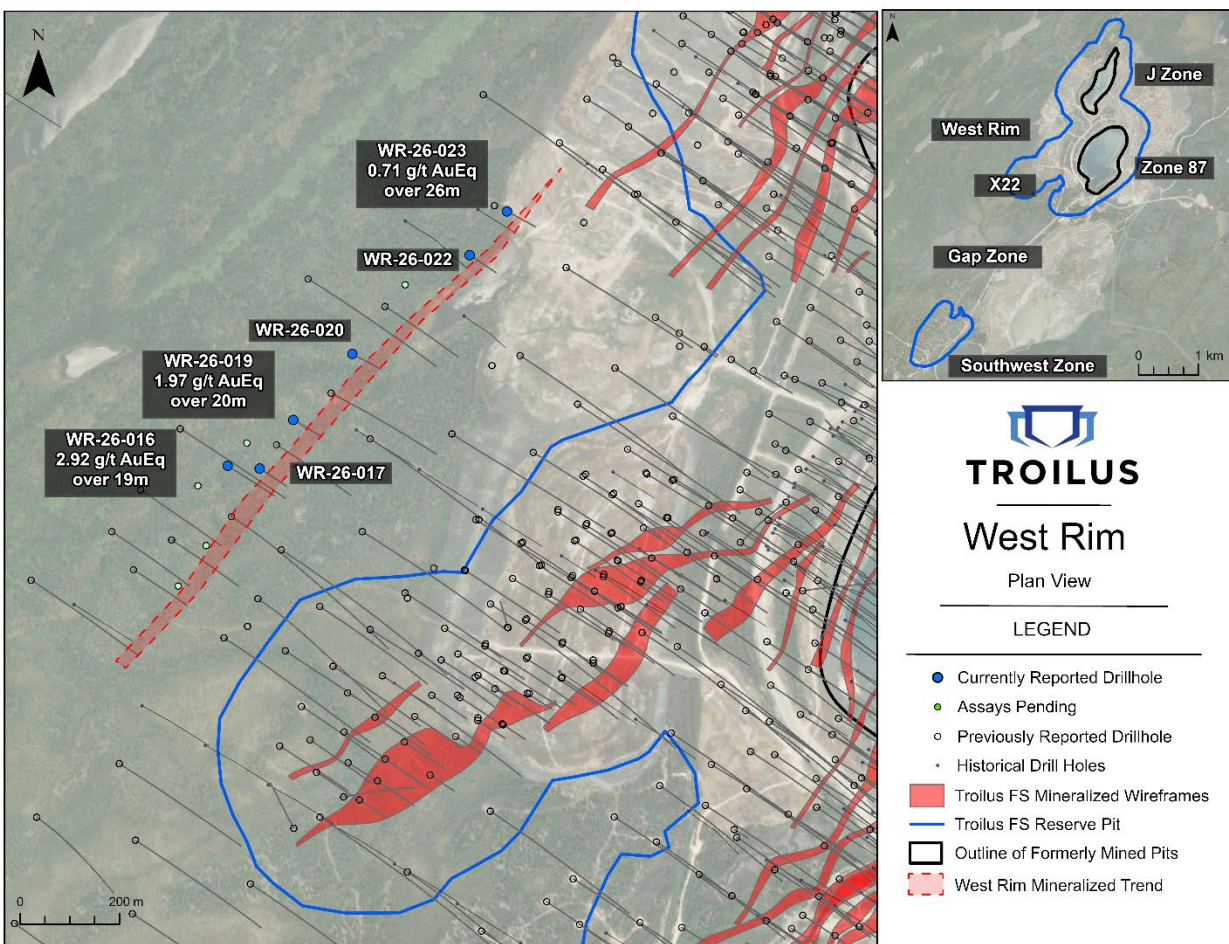 N
WR-26-023
0.71 g/t AuEq
over 26m
WR-26-022
WR-26-020
WR-26-019
1.97 g/t AuEq
over 20m
WR-26-016
2.92 g/t AuEq
over 19m
WR-26-017
0 200 m
N
J Zone
West Rim
Zone 87
X22
Gap Zone
Southwest Zone
0 1 km
TROILUS
West Rim
Plan View
LEGEND
Currently Reported Drillhole
Assays Pending
Previously Reported Drillhole
Historical Drill Holes
Troilus FS Mineralized Wireframes
Troilus FS Reserve Pit
Outline of Formerly Mined Pits
West Rim Mineralized Trend